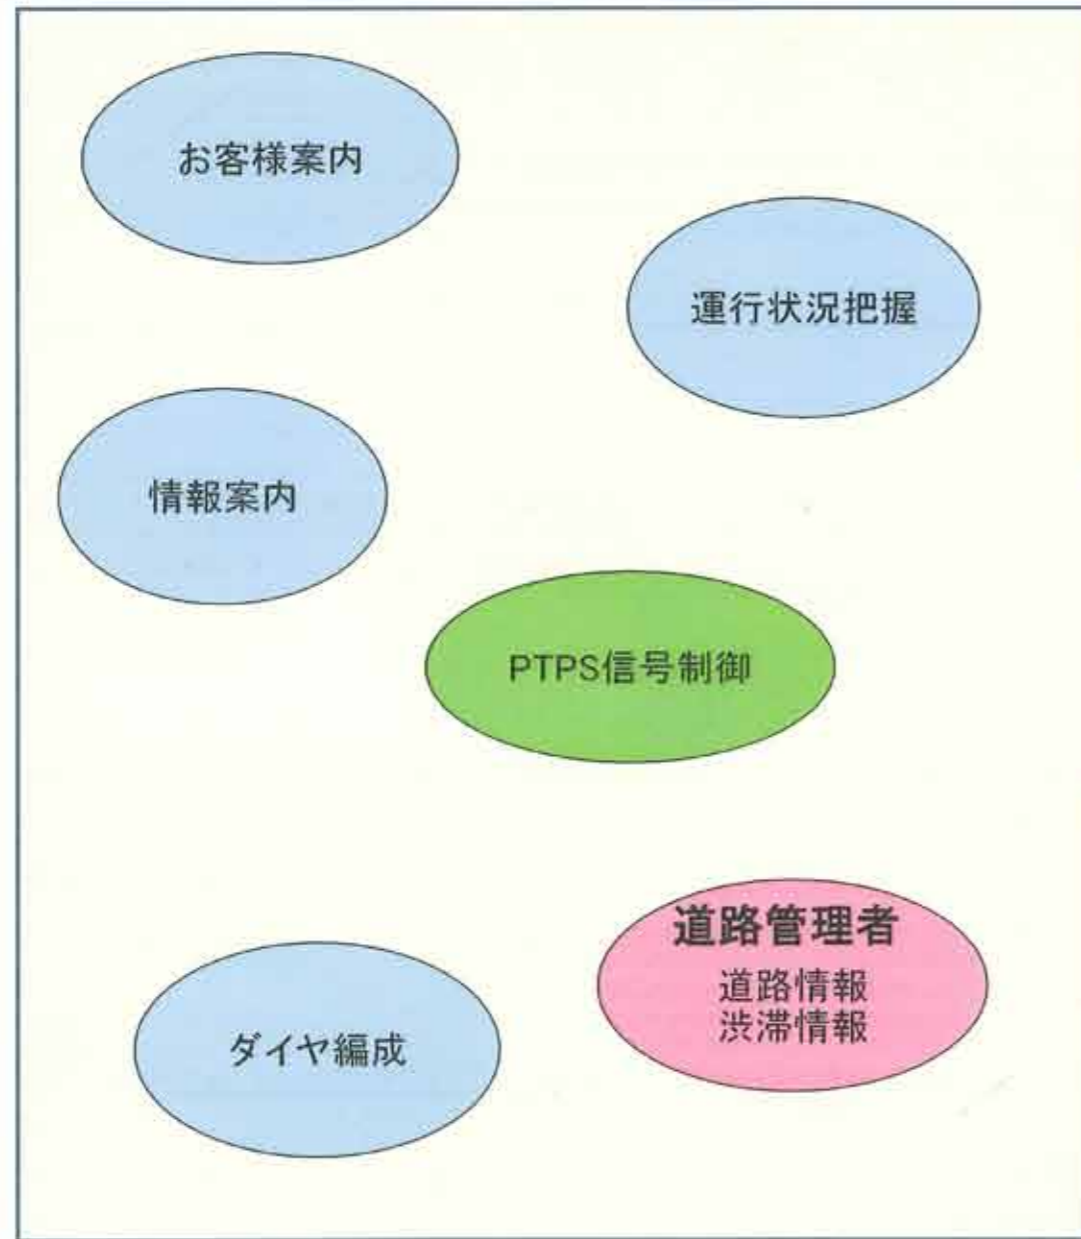 お客様案内
運行状況把握
情報案内
PTPS信号制御
道路管理者
道路情報
渋滞情報
ダイヤ編成